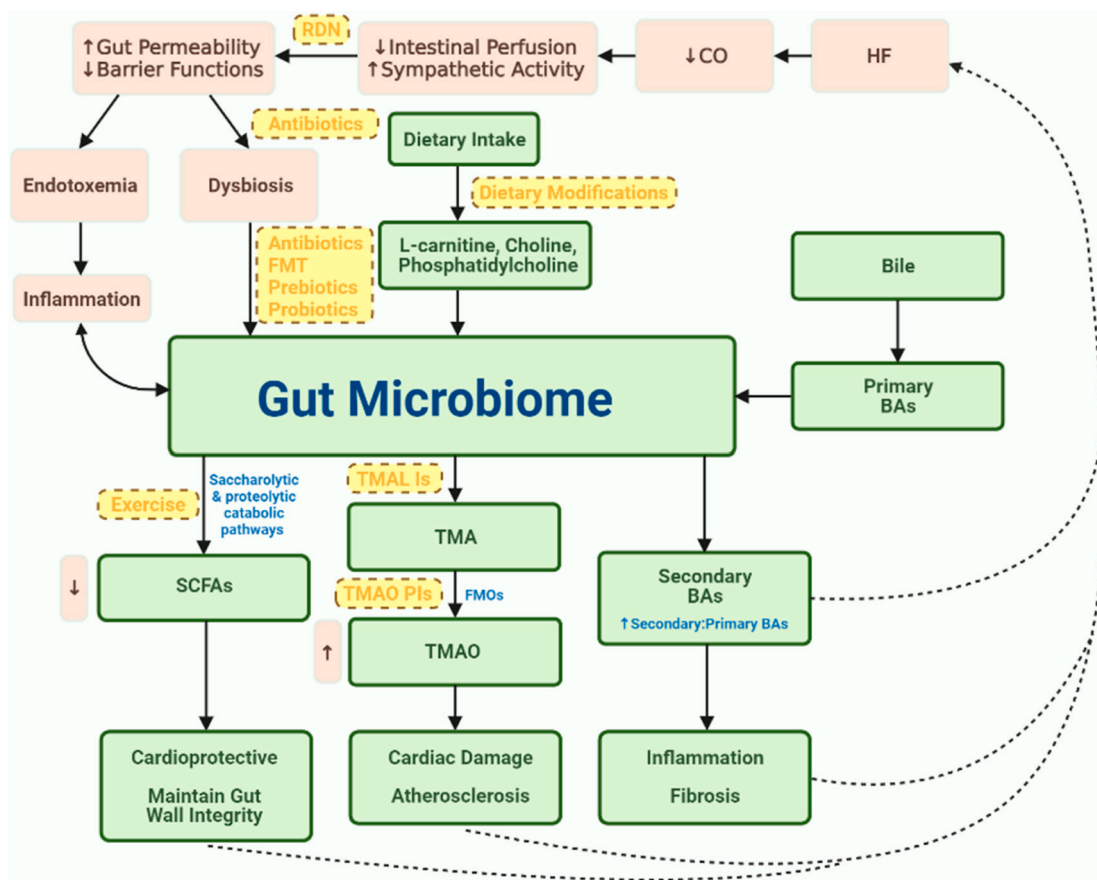 RDN
↑Gut Permeability
↓Barrier Functions
↓Intestinal Perfusion
↑Sympathetic Activity
↓CO
HF
Antibiotics
Dietary Intake
Endotoxemia
Dysbiosis
Dietary Modifications
Antibiotics
FMT
Prebiotics
Probiotics
L-carnitine, Choline,
Phosphatidylcholine
Bile
Inflammation
Gut Microbiome
Primary
BAs
Exercise
Saccharolytic
& proteolytic
catabolic
pathways
TMAL Is
TMA
↓
SCFAs
TMAO PIs
FMOs
↑
TMAO
Secondary
BAs
↑Secondary:Primary BAs
Cardioprotective
Maintain Gut
Wall Integrity
Cardiac Damage
Atherosclerosis
Inflammation
Fibrosis